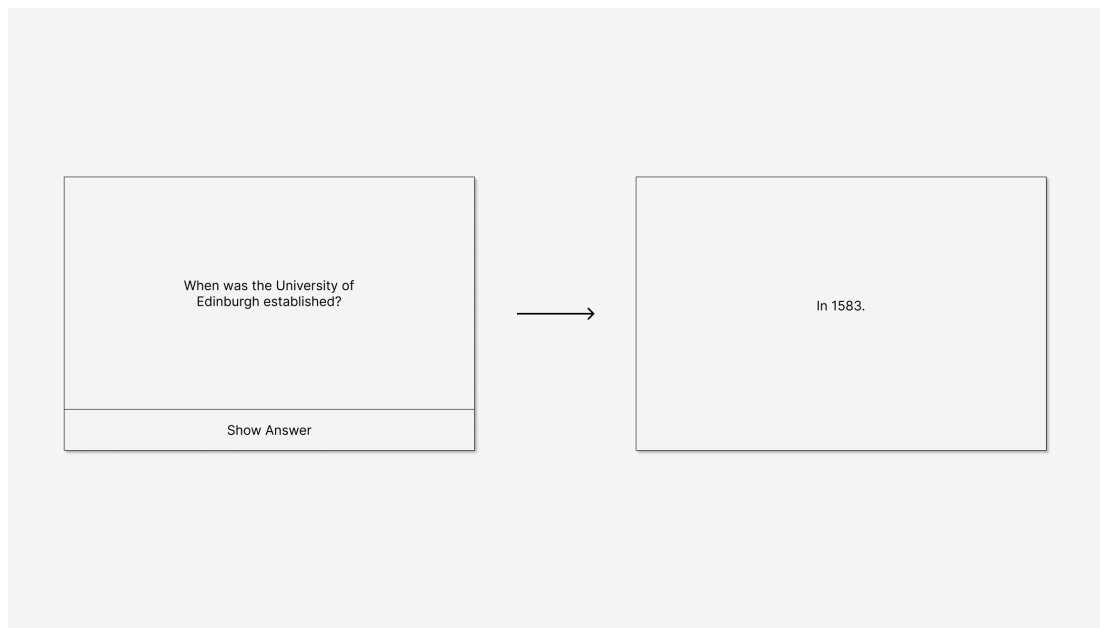 When was the University of
Edinburgh established?
Show Answer
In 1583.